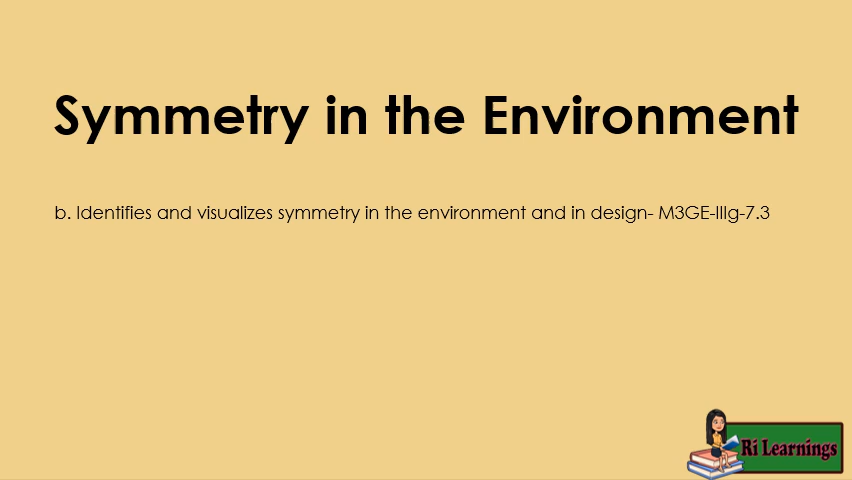 Symmetry in the Environment
b. Identifies and visualizes symmetry in the environment and in design- M3GE-IIIg-7.3
Ri Learnings